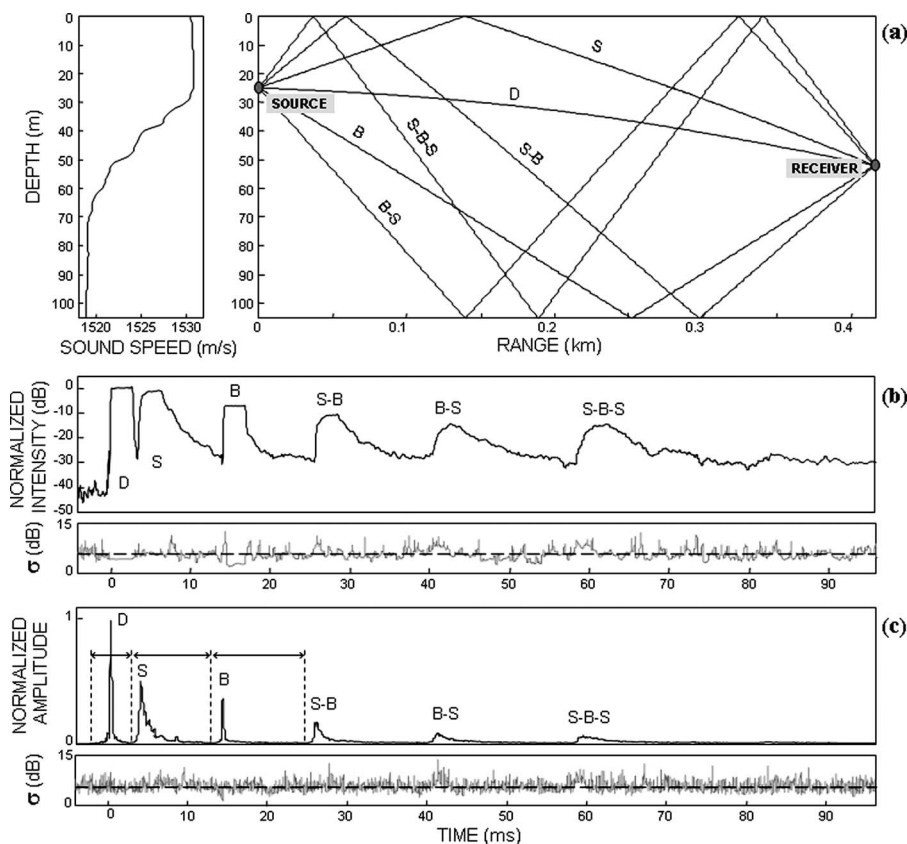 (a)
0
10
20
30
40
50
60
70
80
90
100
DEPTH (m)
1520 1525 1530
SOUND SPEED (m/s)
SOURCE
RECEIVER
S
D
B
S-B-S
S-B
B-S
0 0.1 0.2 0.3 0.4
RANGE (km)
(b)
NORMALIZED
INTENSITY (dB)
0
-10
-20
-30
-40
-50
D
S
B
S-B
B-S
S-B-S
σ (dB)
15
0
0 10 20 30 40 50 60 70 80 90
(c)
NORMALIZED
AMPLITUDE
1
0
D
S
B
S-B
B-S
S-B-S
σ (dB)
15
0
0 10 20 30 40 50 60 70 80 90
TIME (ms)